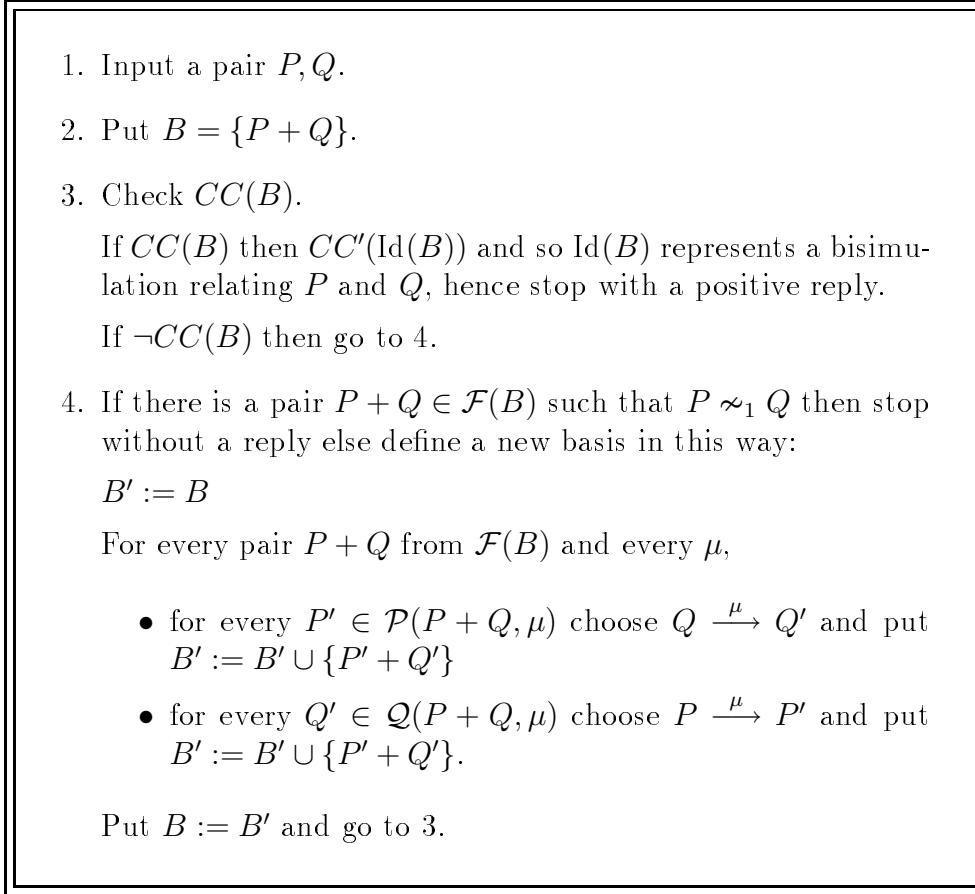 1. Input a pair P, Q.
2. Put B = {P + Q}.
3. Check CC(B).
If CC(B) then CC′(Id(B)) and so Id(B) represents a bisimu-
lation relating P and Q, hence stop with a positive reply.
If ¬CC(B) then go to 4.
4. If there is a pair P + Q ∈ ℱ(B) such that P ≁₁ Q then stop
without a reply else define a new basis in this way:
B′ := B
For every pair P + Q from ℱ(B) and every μ,
• for every P′ ∈ 𝒫(P + Q, μ) choose Q —μ→ Q′ and put
B′ := B′ ∪ {P′ + Q′}
• for every Q′ ∈ 𝒬(P + Q, μ) choose P —μ→ P′ and put
B′ := B′ ∪ {P′ + Q′}.
Put B := B′ and go to 3.